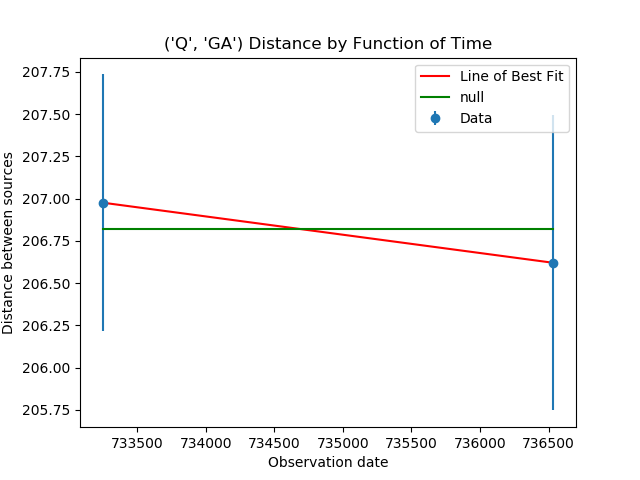 ('Q', 'GA') Distance by Function of Time
Line of Best Fit
null
Data
Distance between sources
207.75
207.50
207.25
207.00
206.75
206.50
206.25
206.00
205.75
733500 734000 734500 735000 735500 736000 736500
Observation date